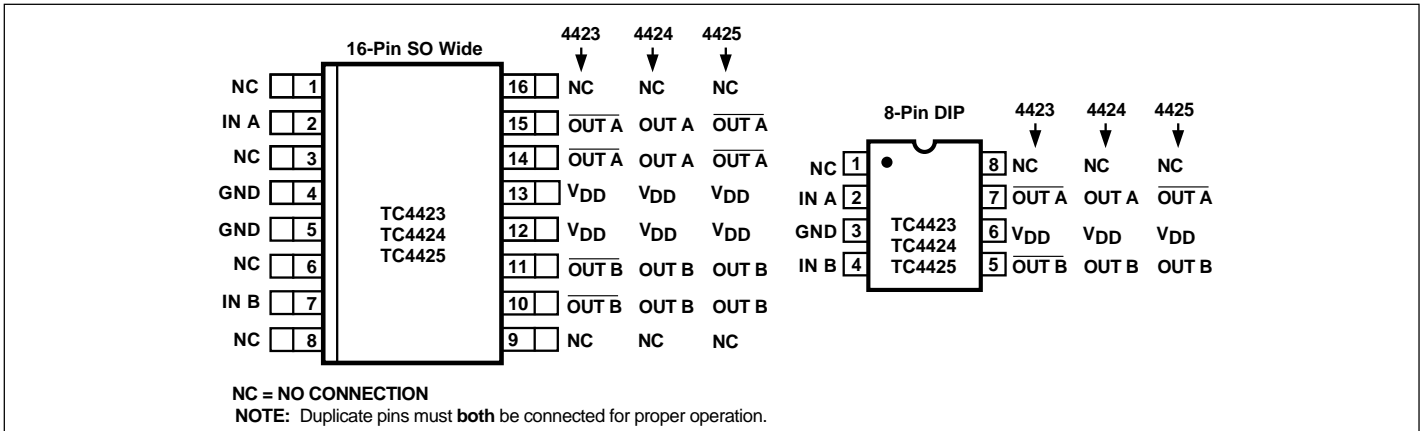 16-Pin SO Wide
4423 4424 4425
NC 1 16 NC NC NC
IN A 2 15 OUT A OUT A OUT A
NC 3 14 OUT A OUT A OUT A
GND 4 13 VDD VDD VDD
GND 5 12 VDD VDD VDD
NC 6 11 OUT B OUT B OUT B
IN B 7 10 OUT B OUT B OUT B
NC 8 9 NC NC NC
TC4423
TC4424
TC4425
8-Pin DIP
4423 4424 4425
NC 1 8 NC NC NC
IN A 2 7 OUT A OUT A OUT A
GND 3 6 VDD VDD VDD
IN B 4 5 OUT B OUT B OUT B
TC4423
TC4424
TC4425
NC = NO CONNECTION
NOTE: Duplicate pins must both be connected for proper operation.